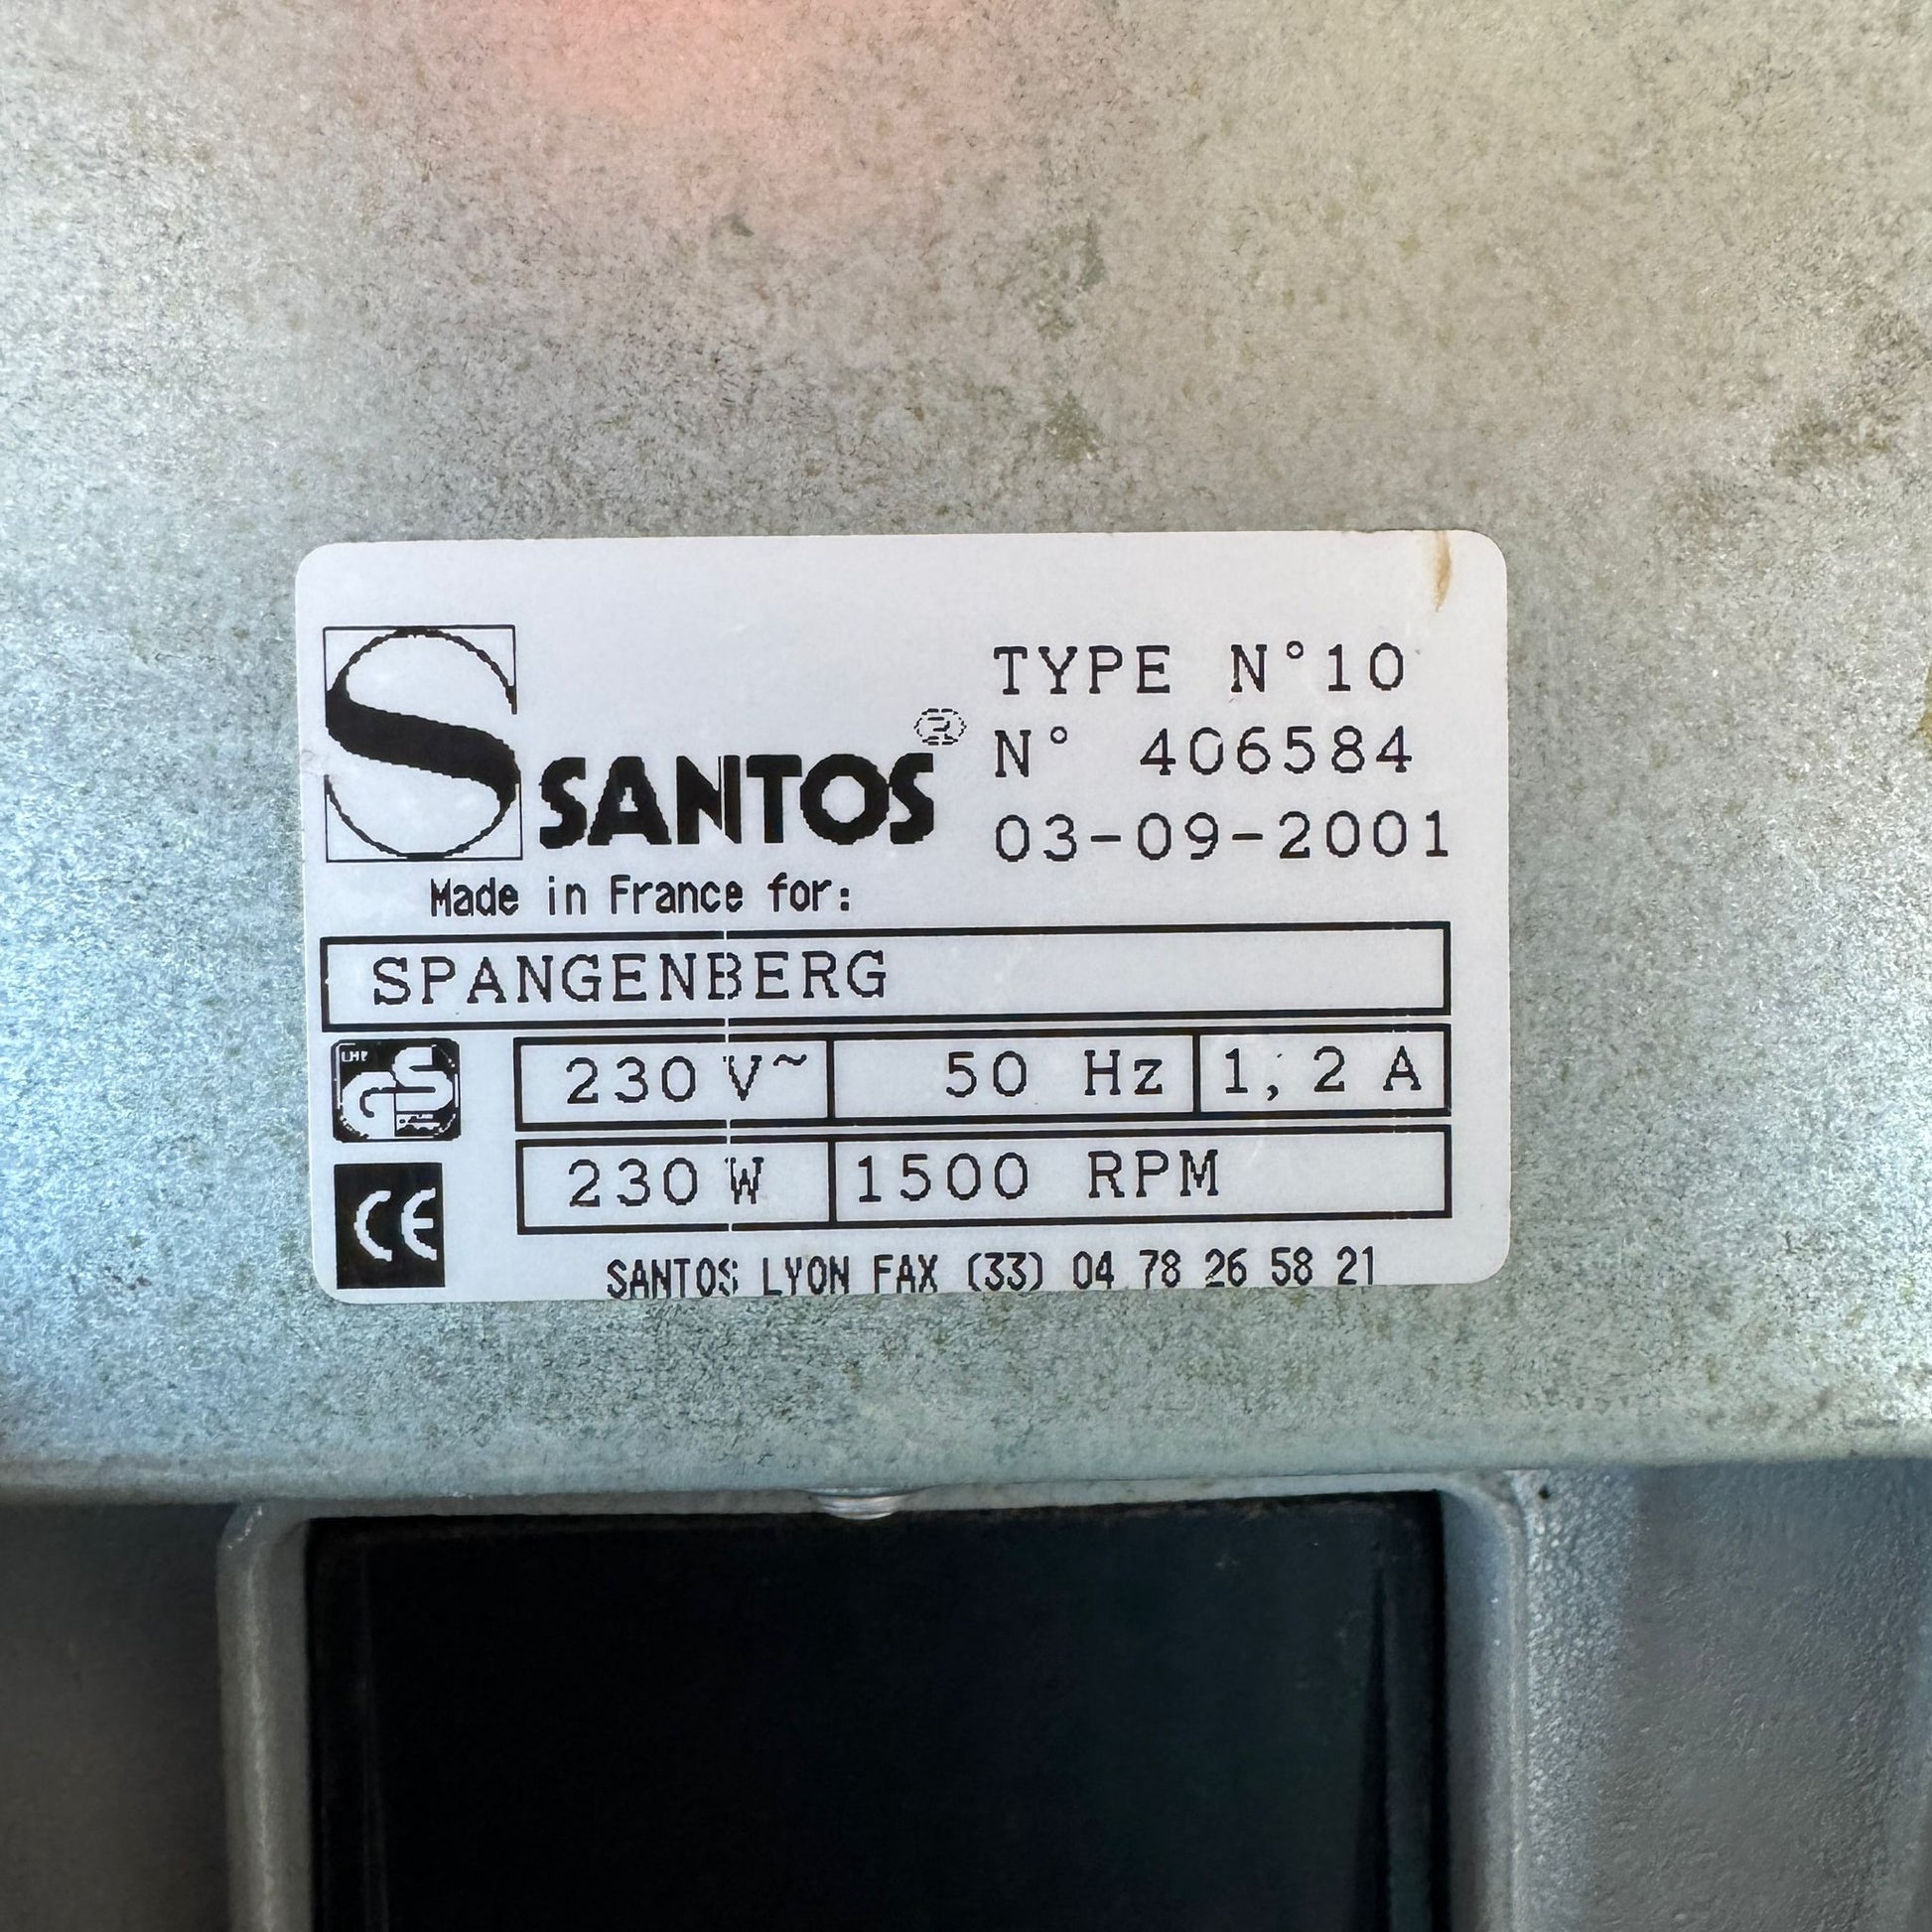 S SANTOS®
TYPE N°10
N° 406584
03-09-2001
Made in France for:
SPANGENBERG
GS
230 V~ 50 Hz 1,2 A
230 W 1500 RPM
CE
SANTOS LYON FAX (33) 04 78 26 58 21